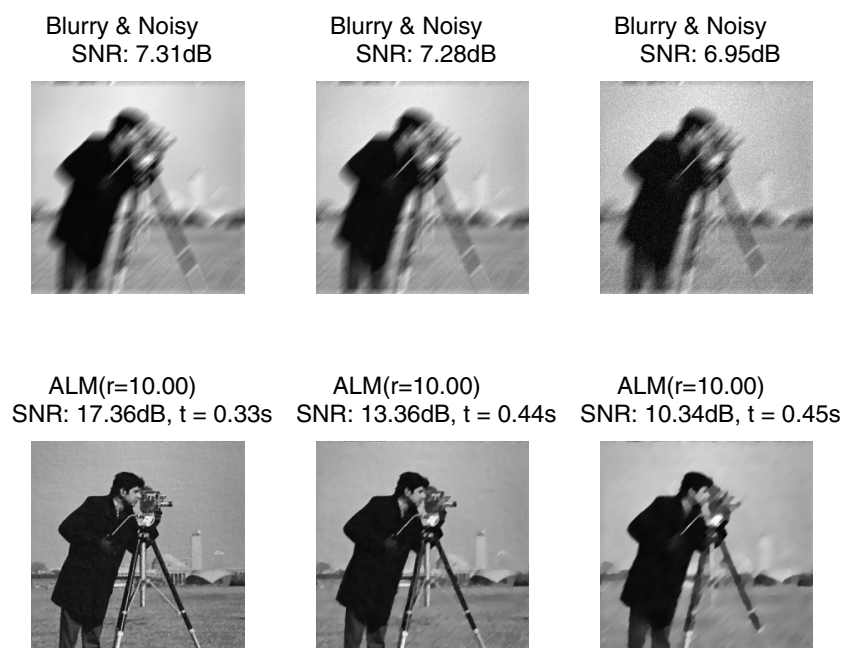 Blurry & Noisy
SNR: 7.31dB
Blurry & Noisy
SNR: 7.28dB
Blurry & Noisy
SNR: 6.95dB
ALM(r=10.00)
SNR: 17.36dB, t = 0.33s
ALM(r=10.00)
SNR: 13.36dB, t = 0.44s
ALM(r=10.00)
SNR: 10.34dB, t = 0.45s